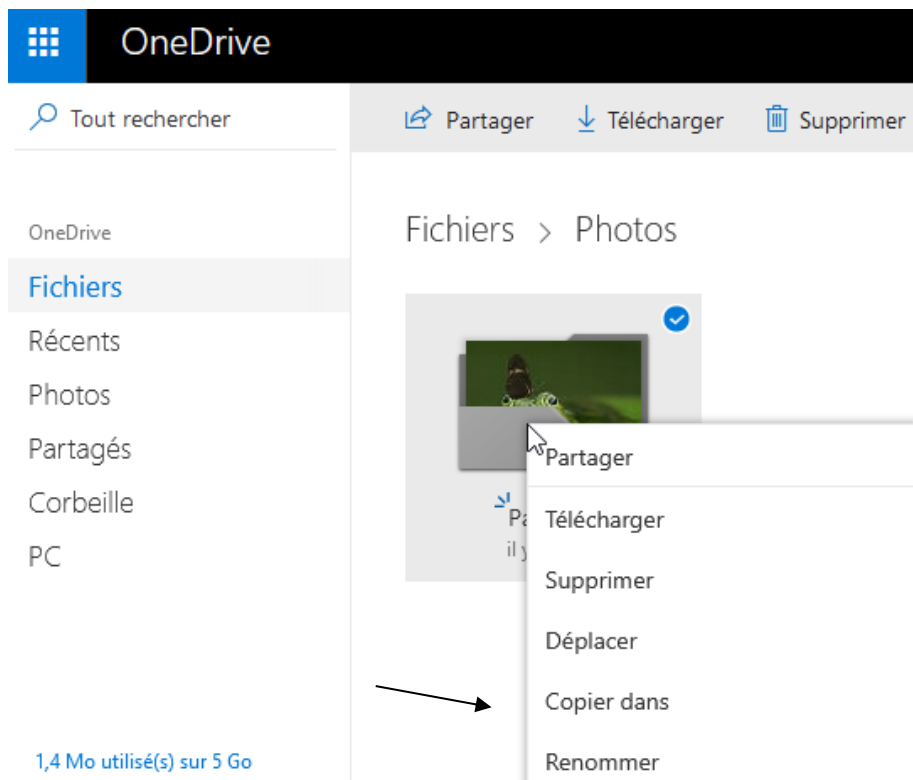 OneDrive
Tout rechercher
Partager Télécharger Supprimer
OneDrive
Fichiers
Récents
Photos
Partagés
Corbeille
PC
1,4 Mo utilisé(s) sur 5 Go
Fichiers > Photos
Partager
Télécharger
Supprimer
Déplacer
Copier dans
Renommer